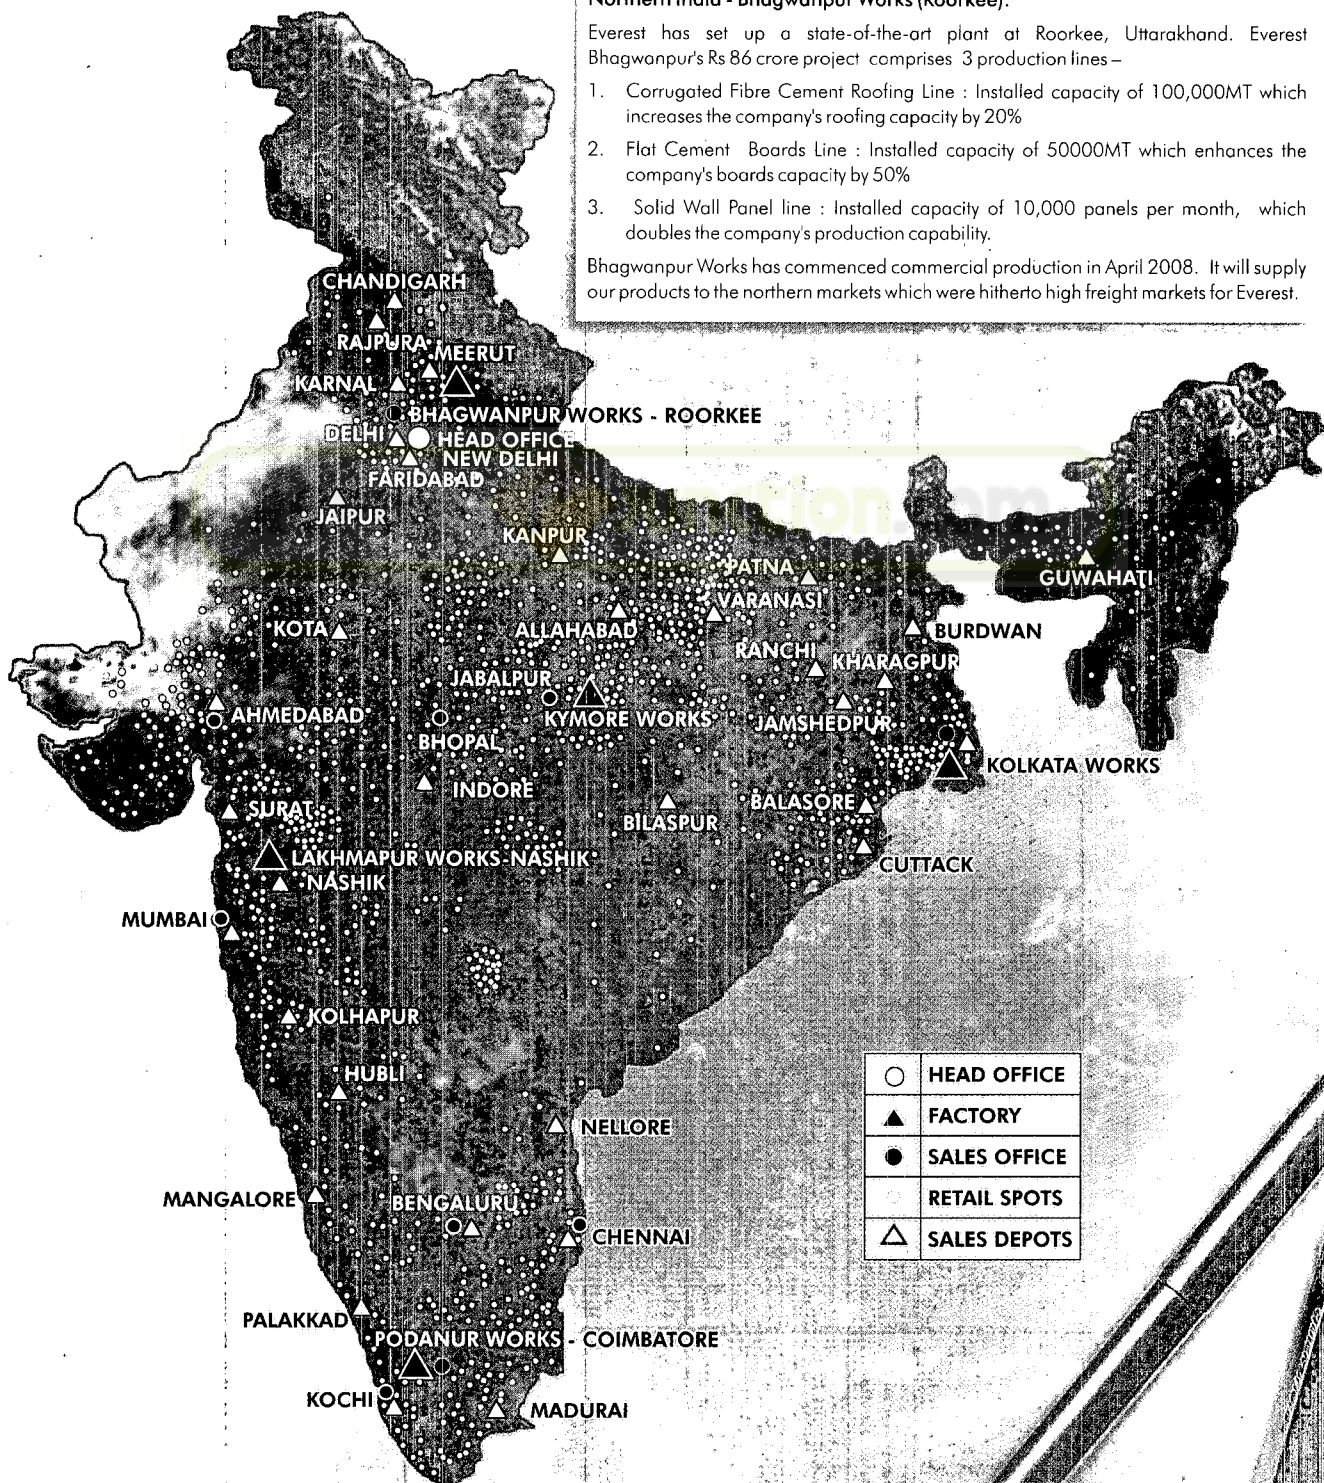 Northern India - Bhagwanpur Works (Roorkee).
Everest has set up a state-of-the-art plant at Roorkee, Uttarakhand. Everest
Bhagwanpur's Rs 86 crore project comprises 3 production lines –
1. Corrugated Fibre Cement Roofing Line : Installed capacity of 100,000MT which
increases the company's roofing capacity by 20%
2. Flat Cement Boards Line : Installed capacity of 50000MT which enhances the
company's boards capacity by 50%
3. Solid Wall Panel line : Installed capacity of 10,000 panels per month, which
doubles the company's production capability.
Bhagwanpur Works has commenced commercial production in April 2008. It will supply
our products to the northern markets which were hitherto high freight markets for Everest.
CHANDIGARH
RAJPURA
MEERUT
KARNAL
BHAGWANPUR WORKS - ROORKEE
DELHI
HEAD OFFICE
NEW DELHI
FARIDABAD
JAIPUR
KANPUR
PATNA
GUWAHATI
VARANASI
KOTA
ALLAHABAD
BURDWAN
RANCHI
KHARAGPUR
JABALPUR
AHMEDABAD
KYMORE WORKS
JAMSHEDPUR
BHOPAL
KOLKATA WORKS
INDORE
SURAT
BALASORE
BILASPUR
LAKHMAPUR WORKS-NASHIK
CUTTACK
NASHIK
MUMBAI
KOLHAPUR
HUBLI
NELLORE
MANGALORE
BENGALURU
CHENNAI
PALAKKAD
PODANUR WORKS - COIMBATORE
KOCHI
MADURAI
HEAD OFFICE
FACTORY
SALES OFFICE
RETAIL SPOTS
SALES DEPOTS